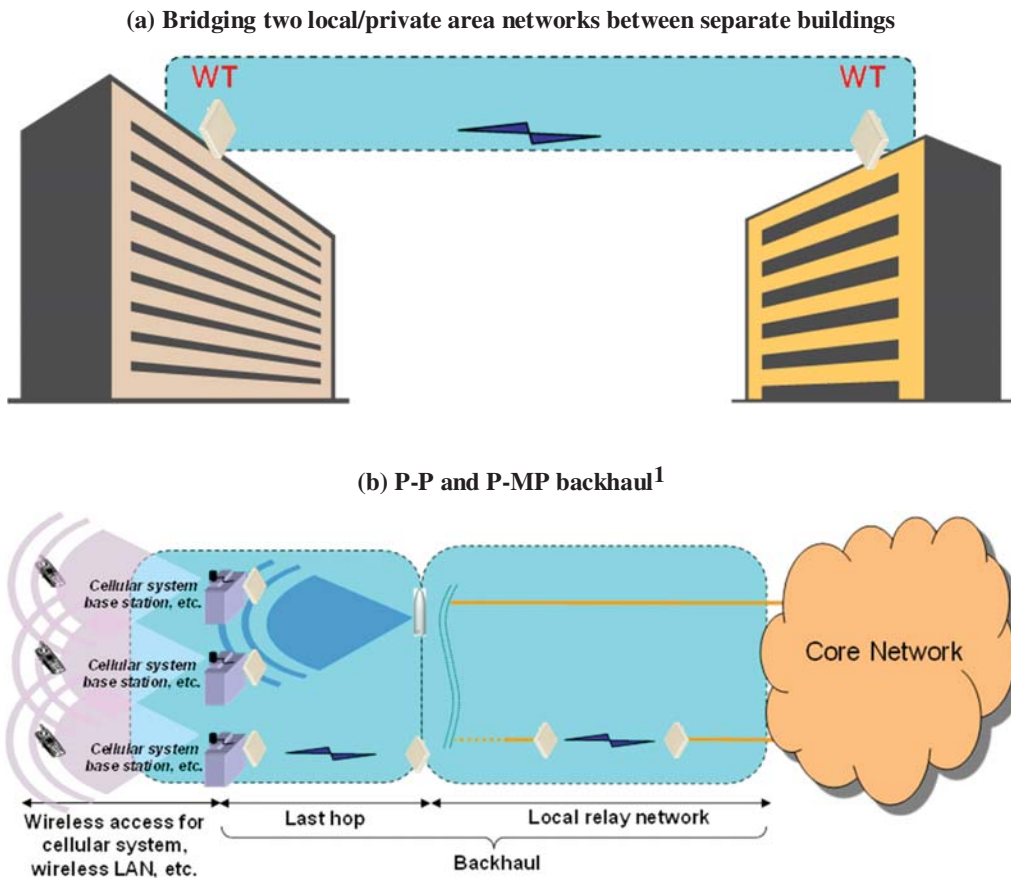 (a) Bridging two local/private area networks between separate buildings
WT
WT
(b) P-P and P-MP backhaul1
Cellular system
base station, etc.
Cellular system
base station, etc.
Cellular system
base station, etc.
Core Network
Wireless access for
cellular system,
wireless LAN, etc.
Last hop
Local relay network
Backhaul